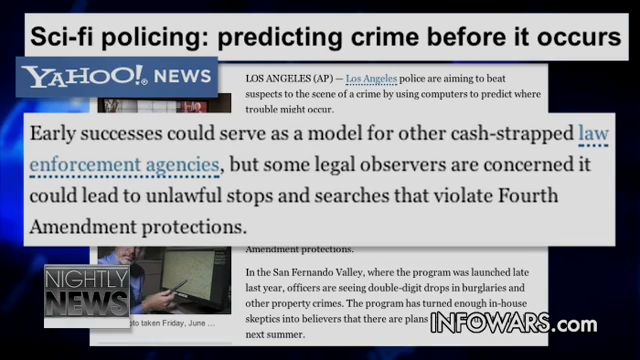 Sci-fi policing: predicting crime before it occurs
YAHOO! NEWS
LOS ANGELES (AP) — Los Angeles police are aiming to beat
suspects to the scene of a crime by using computers to predict where
trouble might occur.
Early successes could serve as a model for other cash-strapped law
enforcement agencies, but some legal observers are concerned it
could lead to unlawful stops and searches that violate Fourth
Amendment protections.
Amendment protections.
In the San Fernando Valley, where the program was launched late
last year, officers are seeing double-digit drops in burglaries and
other property crimes. The program has turned enough in-house
skeptics into believers that there are plans
next summer.
to taken Friday, June ...
NIGHTLY
NEWS
INFOWARS.com